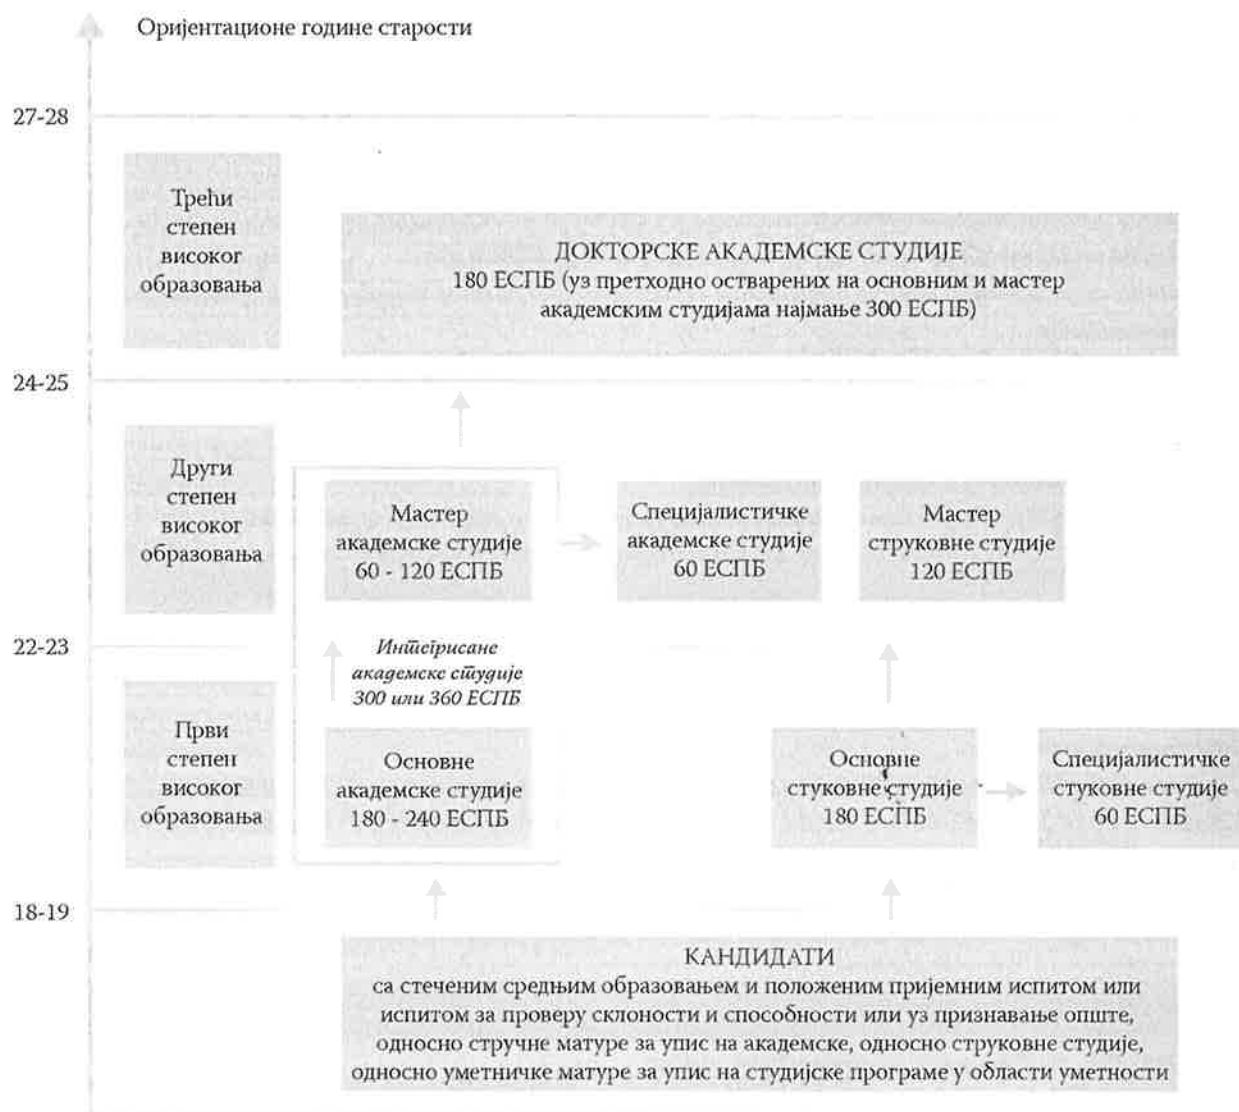 Оријентационе године старости
27-28
Трећи
степен
високог
образовања
ДОКТОРСКЕ АКАДЕМСКЕ СТУДИЈЕ
180 ЕСПБ (уз претходно остварених на основним и мастер
академским студијама најмање 300 ЕСПБ)
24-25
Други
степен
високог
образовања
Мастер
академске студије
60 - 120 ЕСПБ
Специјалистичке
академске студије
60 ЕСПБ
Мастер
струковне студије
120 ЕСПБ
22-23
Интегрисане
академске студије
300 или 360 ЕСПБ
Први
степен
високог
образовања
Основне
академске студије
180 - 240 ЕСПБ
Основне
стуковне студије
180 ЕСПБ
Специјалистичке
стуковне студије
60 ЕСПБ
18-19
КАНДИДАТИ
са стеченим средњим образовањем и положеним пријемним испитом или
испитом за проверу склоности и способности или уз признавање опште,
односно стручне матуре за упис на академске, односно струковне студије,
односно уметничке матуре за упис на студијске програме у области уметности